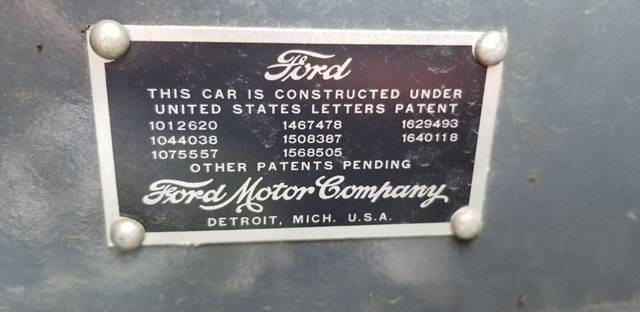 Ford
THIS CAR IS CONSTRUCTED UNDER
UNITED STATES LETTERS PATENT
1012620 1467478 1629493
1044038 1508387 1640118
1075557 1568505
OTHER PATENTS PENDING
Ford Motor Company
DETROIT, MICH. U.S.A.